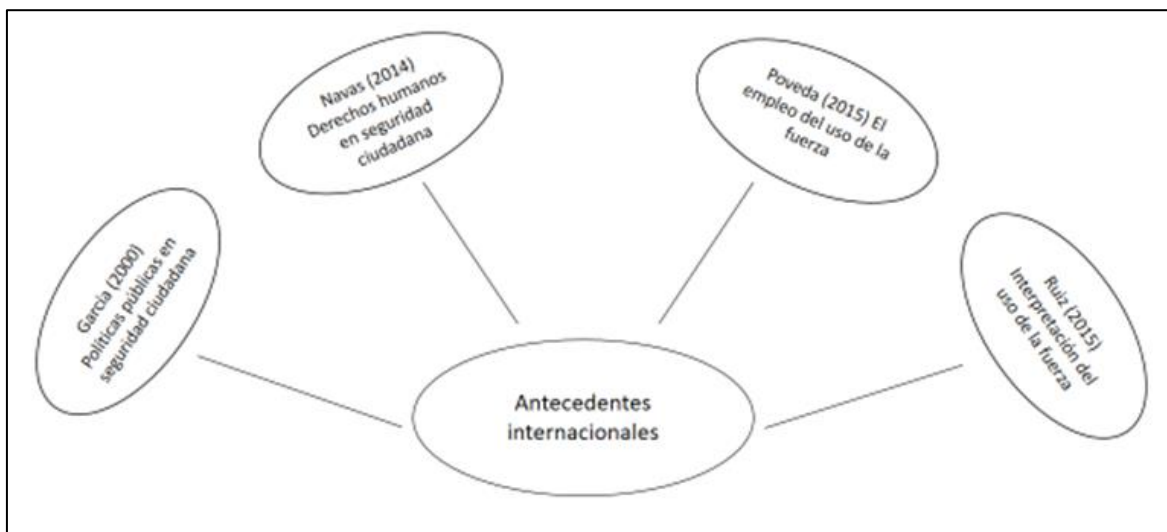 García (2000)
Políticas públicas en
seguridad ciudadana
Navas (2014)
Derechos humanos
en seguridad
ciudadana
Poveda (2015) El
empleo del uso de la
fuerza
Ruiz (2015)
Interpretación del
uso de la fuerza
Antecedentes
internacionales